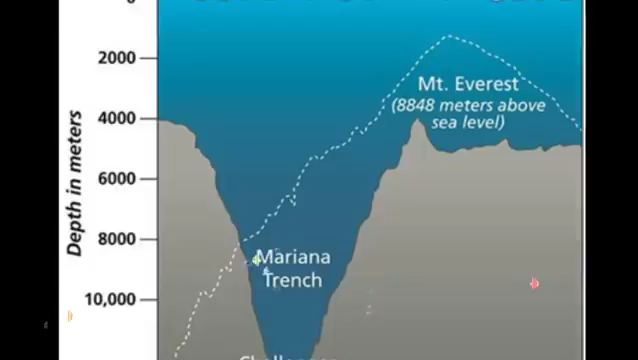 2000
Mt. Everest
(8848 meters above
sea level)
4000
Depth in meters
6000
8000
Mariana
Trench
10,000